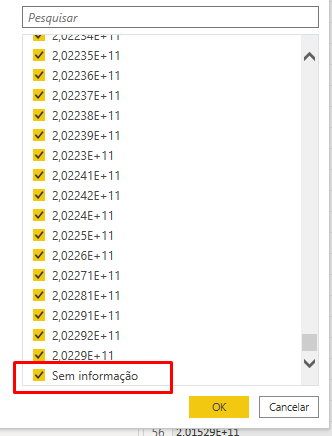 Pesquisar
2,02234E+11
2,02235E+11
2,02236E+11
2,02237E+11
2,02238E+11
2,02239E+11
2,0223E+11
2,02241E+11
2,02242E+11
2,0224E+11
2,0225E+11
2,0226E+11
2,02271E+11
2,02281E+11
2,02291E+11
2,02292E+11
2,0229E+11
Sem informação
OK Cancelar
56 2,01529E+11